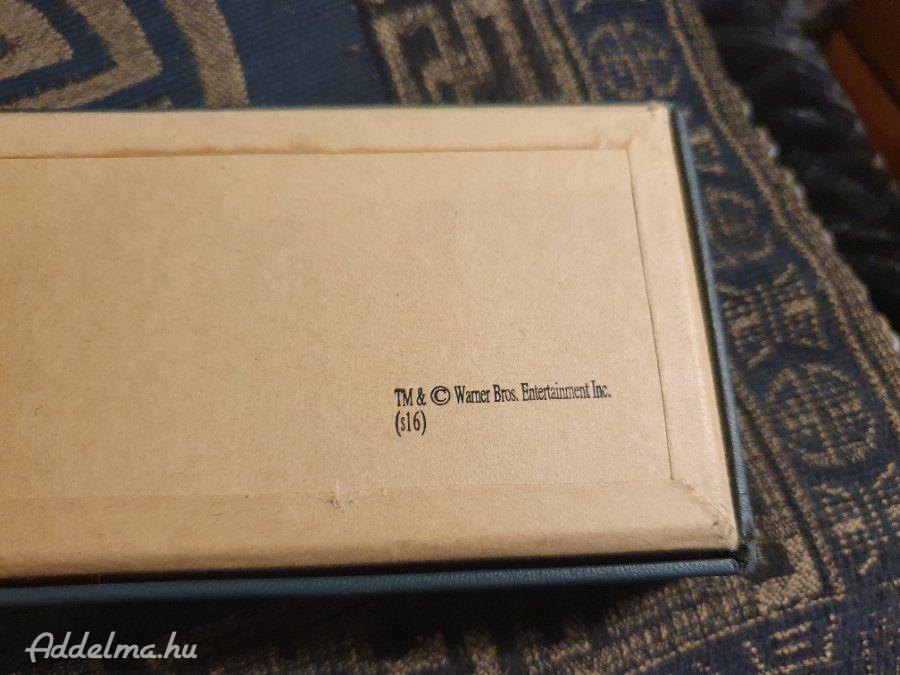 TM & © Warner Bros. Entertainment Inc.
(s16)
Addelma.hu